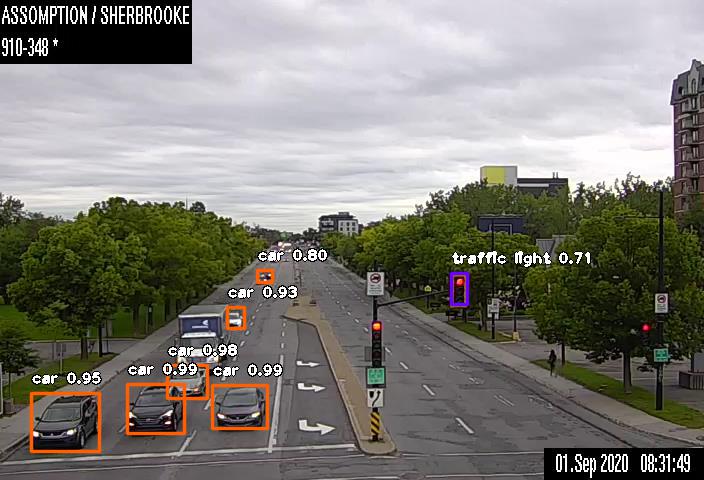 ASSOMPTION / SHERBROOKE
910-348 *
car 0.80
traffic light 0.71
car 0.93
car 0.98
car 0.99
car 0.99
car 0.95
01.Sep 2020 08:31:49